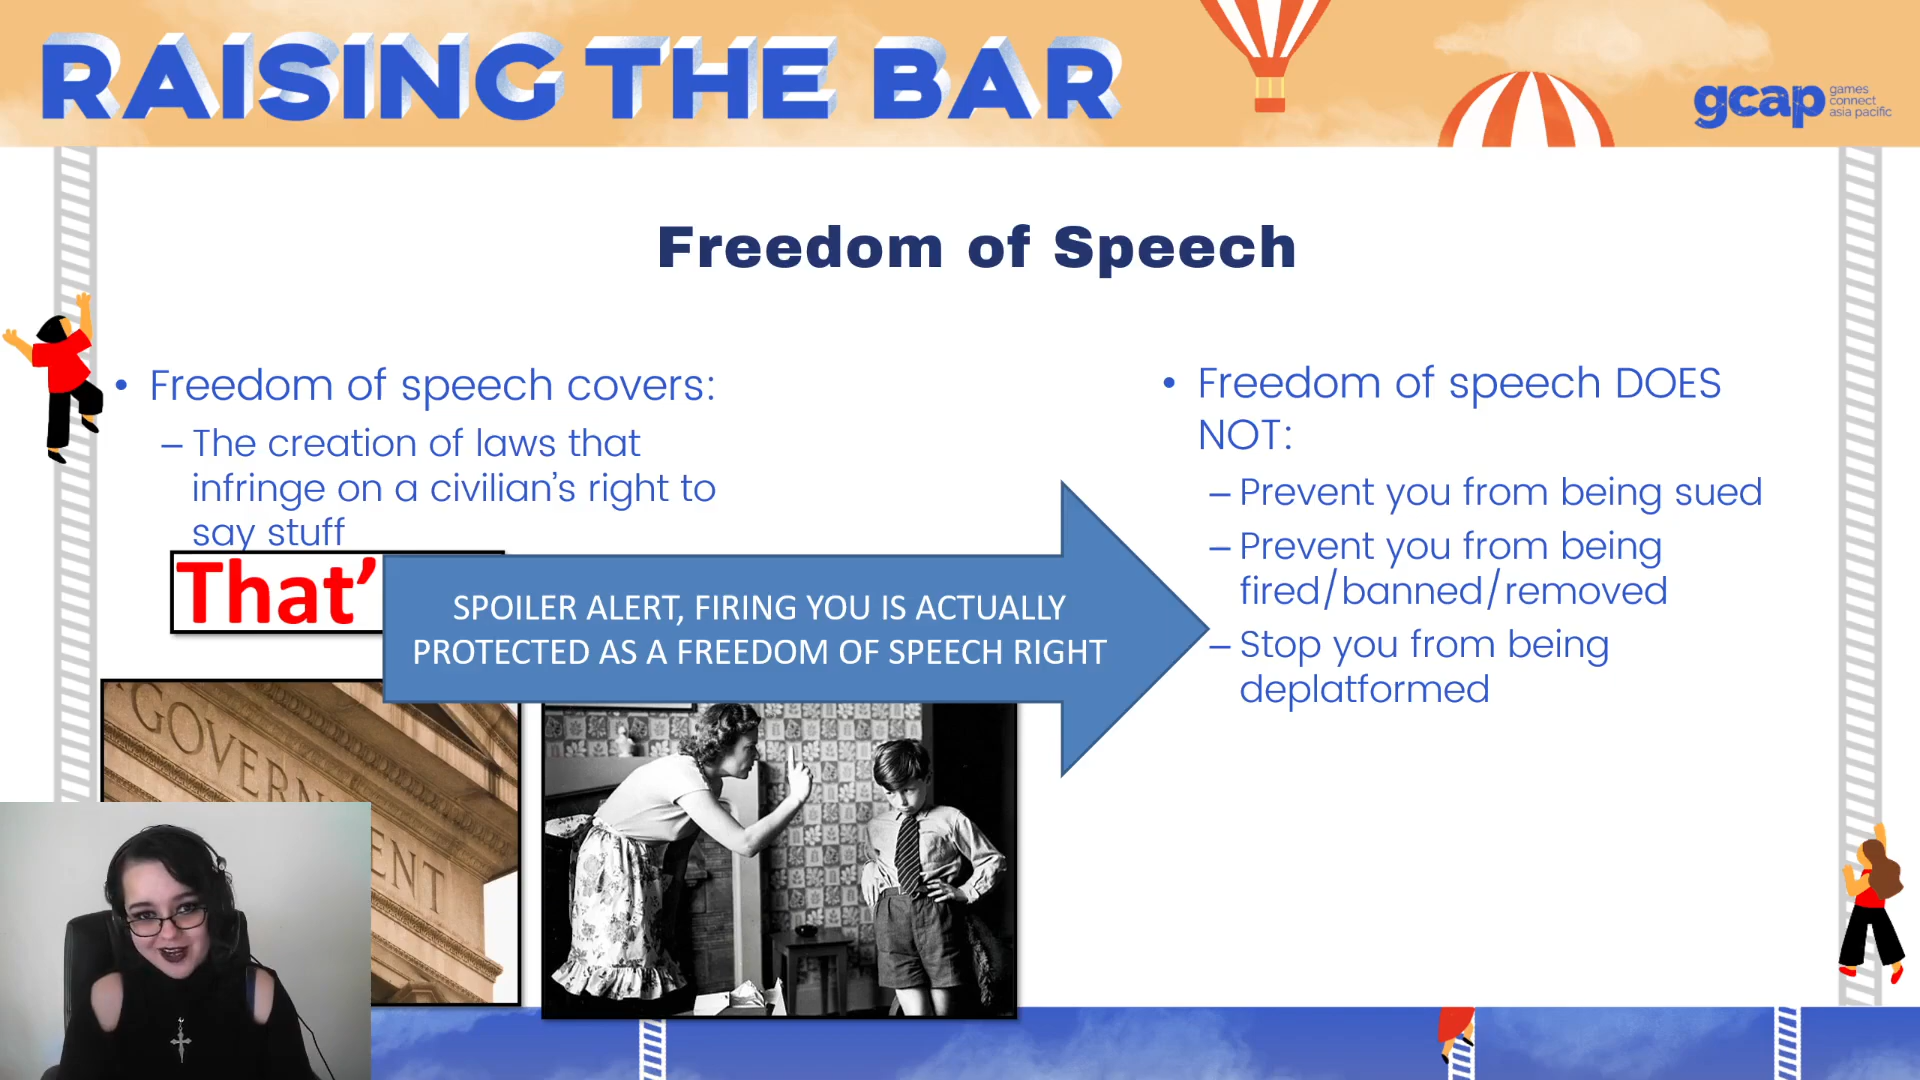 RAISING THE BAR
gcap
games
connect
asia pacific
Freedom of Speech
• Freedom of speech covers:
– The creation of laws that
infringe on a civilian’s right to
say stuff
That’
SPOILER ALERT, FIRING YOU IS ACTUALLY
PROTECTED AS A FREEDOM OF SPEECH RIGHT
• Freedom of speech DOES
NOT:
– Prevent you from being sued
– Prevent you from being
fired/banned/removed
– Stop you from being
deplatformed